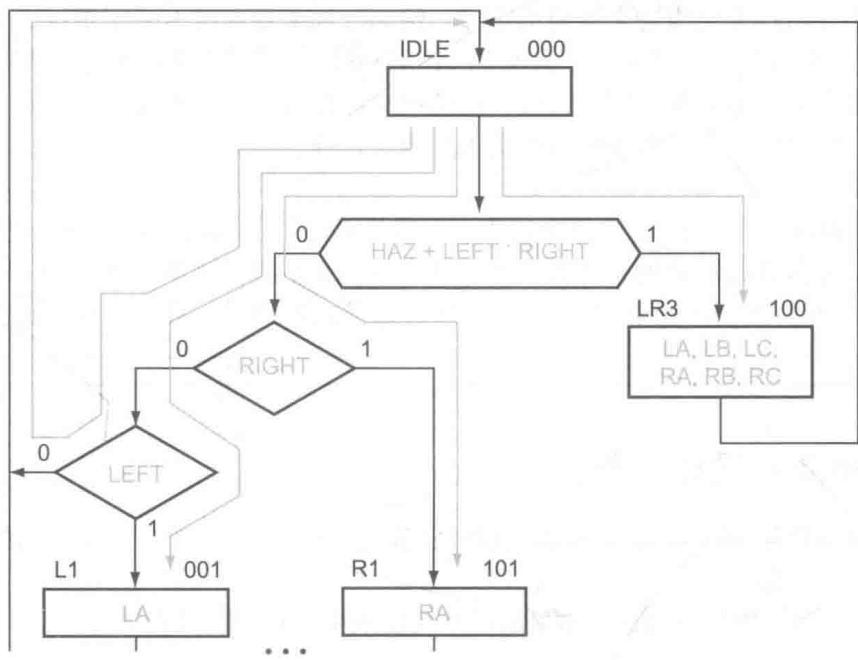 IDLE 000
0 HAZ + LEFT · RIGHT 1
LR3 100
0 RIGHT 1
LA, LB, LC,
RA, RB, RC
0 LEFT
1
L1 001 R1 101
LA RA
...